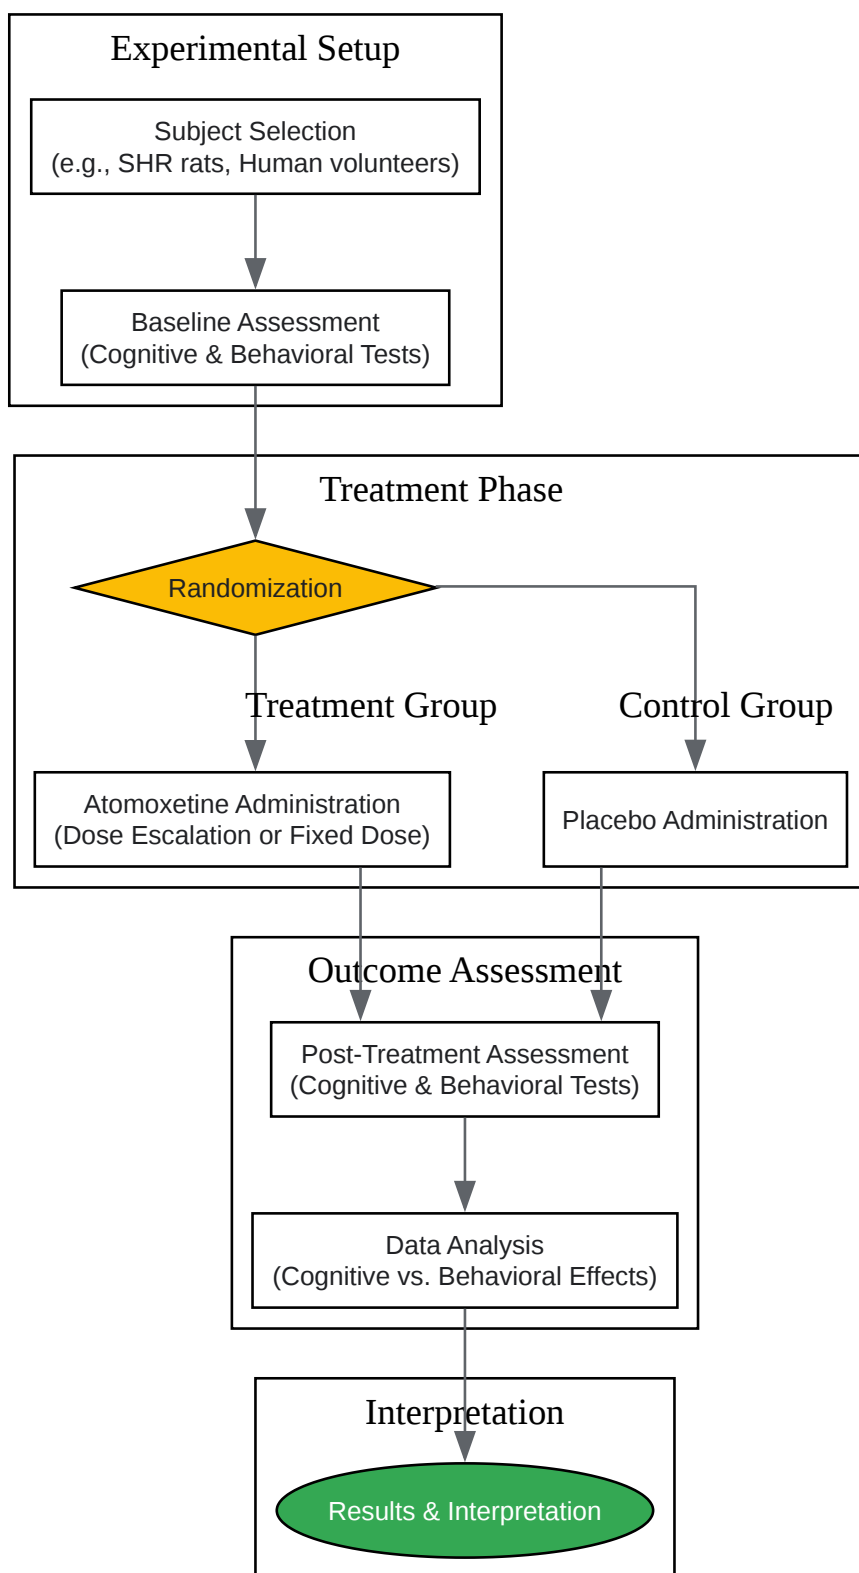 Experimental Setup
Subject Selection
(e.g., SHR rats, Human volunteers)
Baseline Assessment
(Cognitive & Behavioral Tests)
Treatment Phase
Randomization
Treatment Group
Control Group
Atomoxetine Administration
(Dose Escalation or Fixed Dose)
Placebo Administration
Outcome Assessment
Post-Treatment Assessment
(Cognitive & Behavioral Tests)
Data Analysis
(Cognitive vs. Behavioral Effects)
Interpretation
Results & Interpretation